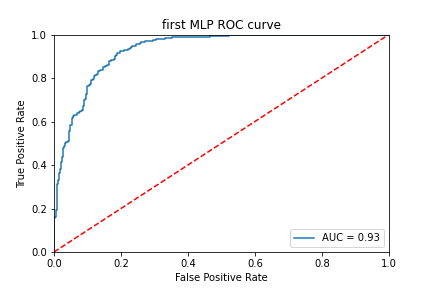 first MLP ROC curve
True Positive Rate
1.0
0.8
0.6
0.4
0.2
0.0
AUC = 0.93
0.0 0.2 0.4 0.6 0.8 1.0
False Positive Rate